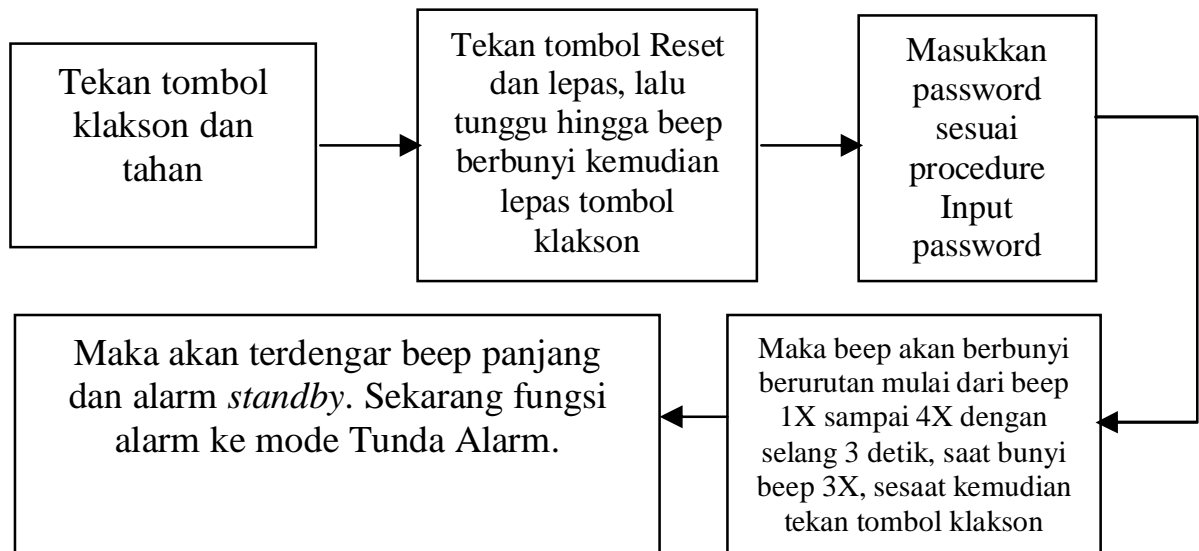 Tekan tombol
klakson dan
tahan
Tekan tombol Reset
dan lepas, lalu
tunggu hingga beep
berbunyi kemudian
lepas tombol
klakson
Masukkan
password
sesuai
procedure
Input
password
Maka beep akan berbunyi
berurutan mulai dari beep
1X sampai 4X dengan
selang 3 detik, saat bunyi
beep 3X, sesaat kemudian
tekan tombol klakson
Maka akan terdengar beep panjang
dan alarm standby. Sekarang fungsi
alarm ke mode Tunda Alarm.